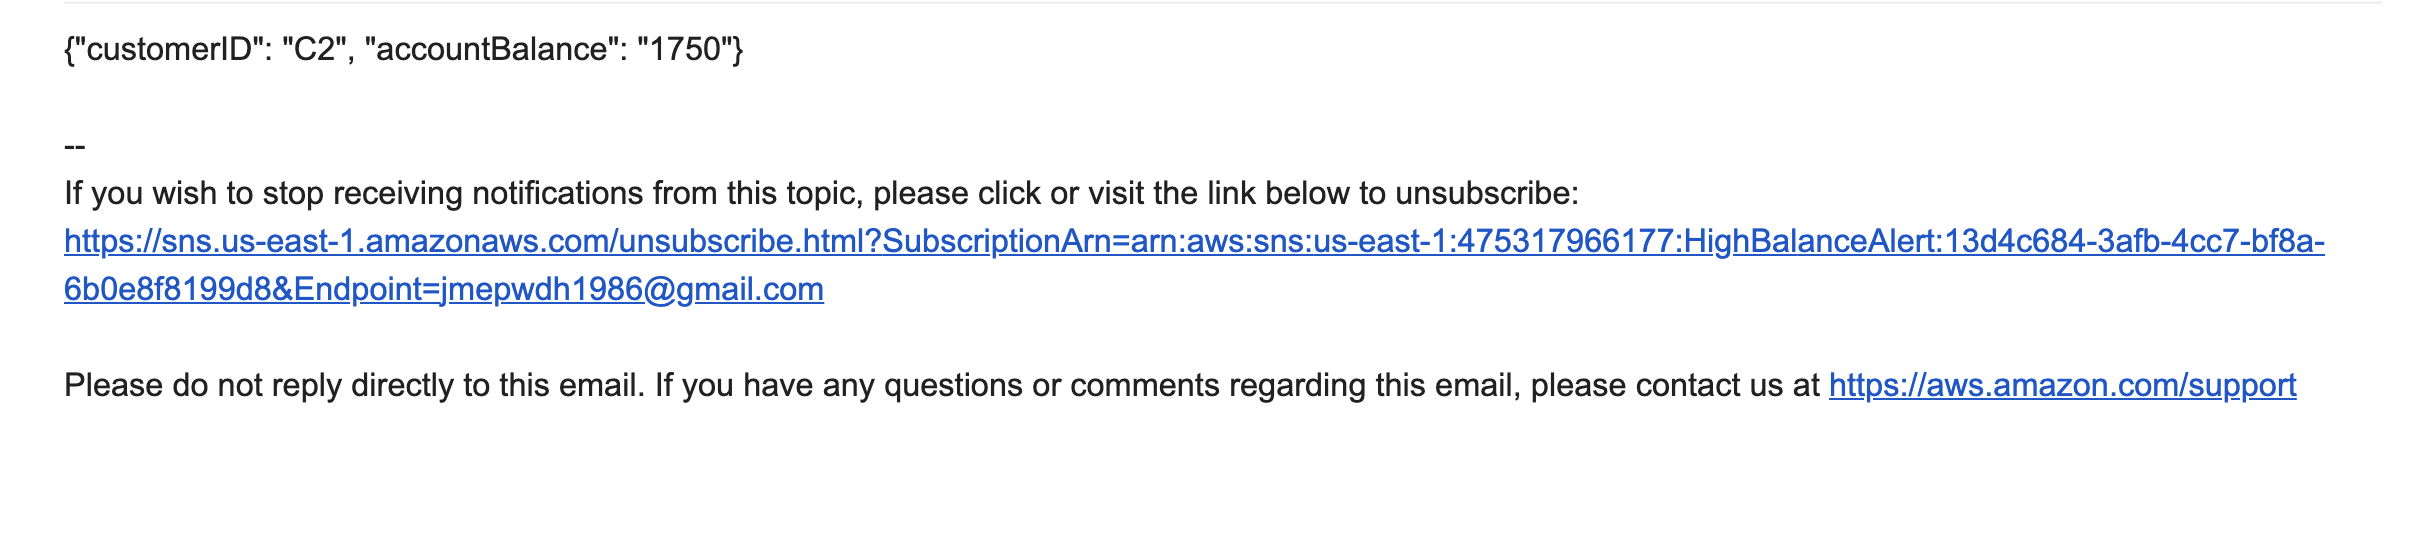 {"customerID": "C2", "accountBalance": "1750"}
--
If you wish to stop receiving notifications from this topic, please click or visit the link below to unsubscribe:
https://sns.us-east-1.amazonaws.com/unsubscribe.html?SubscriptionArn=arn:aws:sns:us-east-1:475317966177:HighBalanceAlert:13d4c684-3afb-4cc7-bf8a-
6b0e8f8199d8&Endpoint=jmepwdh1986@gmail.com
Please do not reply directly to this email. If you have any questions or comments regarding this email, please contact us at https://aws.amazon.com/support